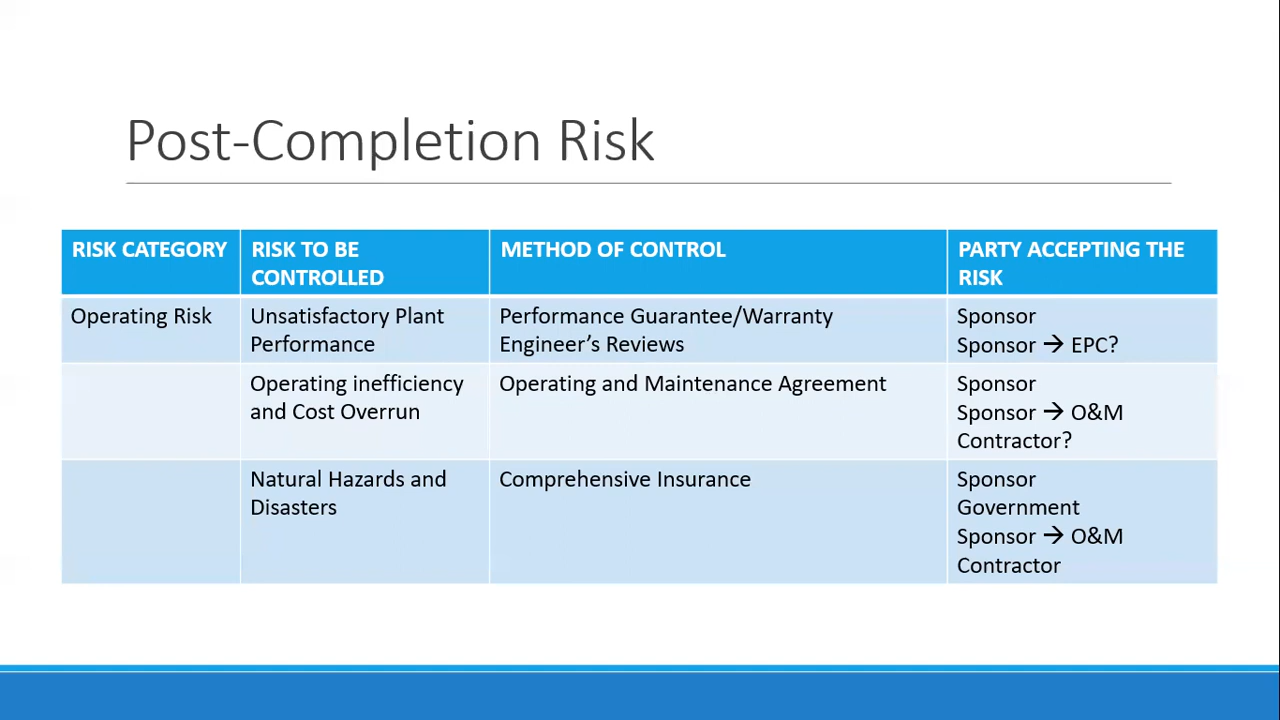 Post-Completion Risk
RISK CATEGORY
RISK TO BE
CONTROLLED
METHOD OF CONTROL
PARTY ACCEPTING THE
RISK
Operating Risk
Unsatisfactory Plant
Performance
Performance Guarantee/Warranty
Engineer’s Reviews
Sponsor
Sponsor → EPC?
Operating inefficiency
and Cost Overrun
Operating and Maintenance Agreement
Sponsor
Sponsor → O&M
Contractor?
Natural Hazards and
Disasters
Comprehensive Insurance
Sponsor
Government
Sponsor → O&M
Contractor